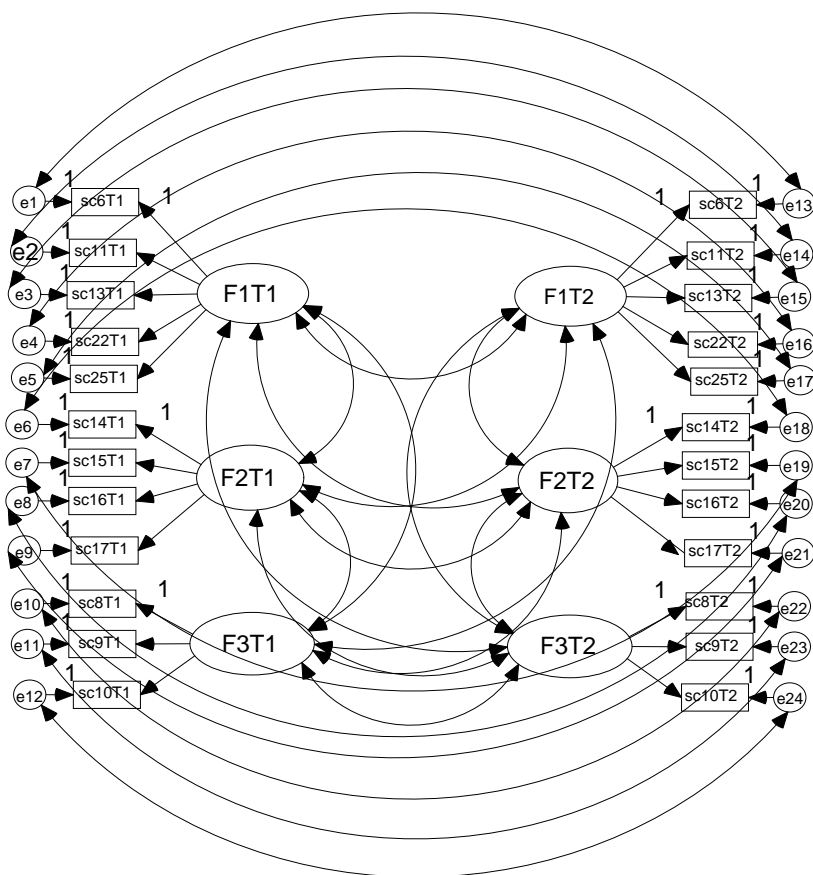 1 1 1 1
e1 sc6T1 sc6T2 e13
1 1
e2 sc11T1 sc11T2 e14
1 1
e3 sc13T1 F1T1 F1T2 sc13T2 e15
1 1
e4 sc22T1 sc22T2 e16
1 1
e5 sc25T1 sc25T2 e17
1 1 1 1
e6 sc14T1 sc14T2 e18
1 1
e7 sc15T1 F2T1 F2T2 sc15T2 e19
1 1
e8 sc16T1 sc16T2 e20
1 1
e9 sc17T1 sc17T2 e21
1 1 1 1
e10 sc8T1 sc8T2 e22
1 1
e11 sc9T1 F3T1 F3T2 sc9T2 e23
1 1
e12 sc10T1 sc10T2 e24